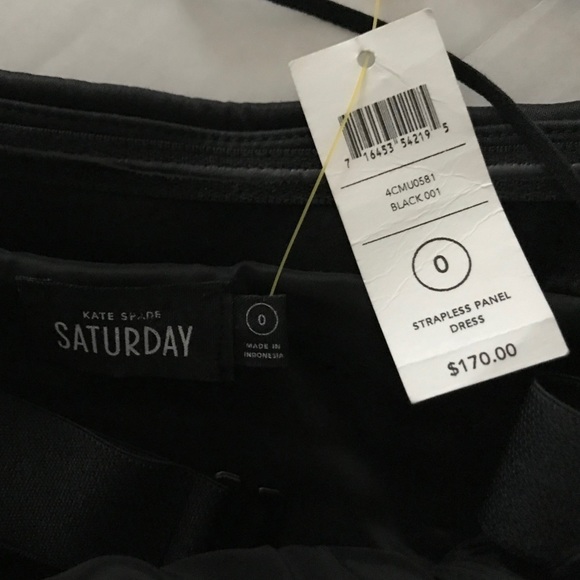 7 16453 54219 5
4CMU0581
BLACK 001
0
STRAPLESS PANEL
DRESS
$170.00
KATE SPADE
SATURDAY
0
MADE IN
INDONESIA